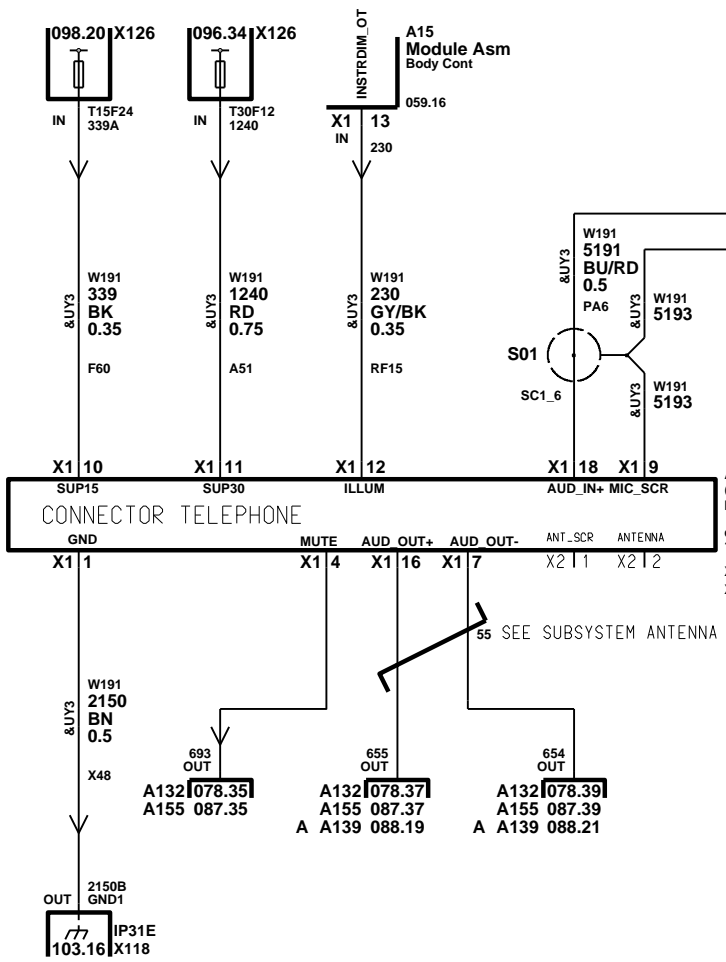 098.20 X126
096.34 X126
INSTRDIM_OT
A15
Module Asm
Body Cont
059.16
IN
T15F24
339A
IN
T30F12
1240
X1 13
IN
230
&UY3
W191
339
BK
0.35
F60
&UY3
W191
1240
RD
0.75
A51
&UY3
W191
230
GY/BK
0.35
RF15
&UY3
W191
5191
BU/RD
0.5
PA6
&UY3
W191
5193
S01
SC1_6
&UY3
W191
5193
X1 10
X1 11
X1 12
X1 18
X1 9
SUP15
SUP30
ILLUM
AUD_IN+
MIC_SCR
CONNECTOR TELEPHONE
GND
MUTE
AUD_OUT+
AUD_OUT-
ANT_SCR
ANTENNA
X1 1
X1 4
X1 16
X1 7
X2 1
X2 2
55 SEE SUBSYSTEM ANTENNA
&UY3
W191
2150
BN
0.5
X48
693
OUT
A132 078.35
A155 087.35
655
OUT
A132 078.37
A155 087.37
A A139 088.19
654
OUT
A132 078.39
A155 087.39
A A139 088.21
OUT
2150B
GND1
IP31E
103.16 X118